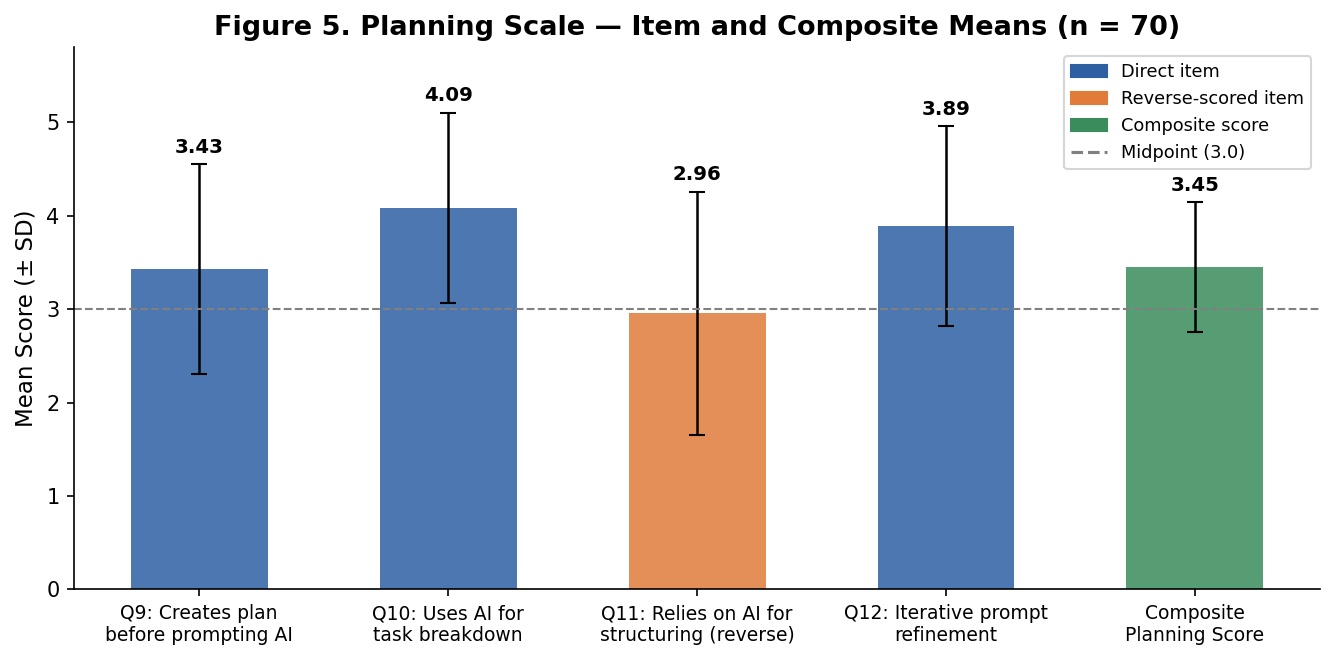 Figure 5. Planning Scale — Item and Composite Means (n = 70)
Direct item
Reverse-scored item
Composite score
Midpoint (3.0)
Mean Score (± SD)
5
4
3
2
1
0
3.43
4.09
2.96
3.89
3.45
Q9: Creates plan
before prompting AI
Q10: Uses AI for
task breakdown
Q11: Relies on AI for
structuring (reverse)
Q12: Iterative prompt
refinement
Composite
Planning Score